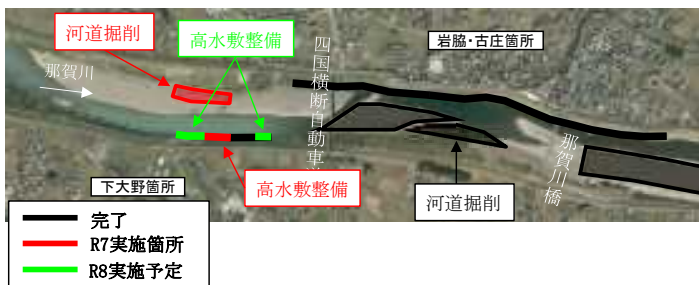 河道掘削
高水敷整備
岩脇・古庄箇所
那賀川
四国横断自動車道
那賀川橋
下大野箇所
高水敷整備
河道掘削
完了
R7実施箇所
R8実施予定